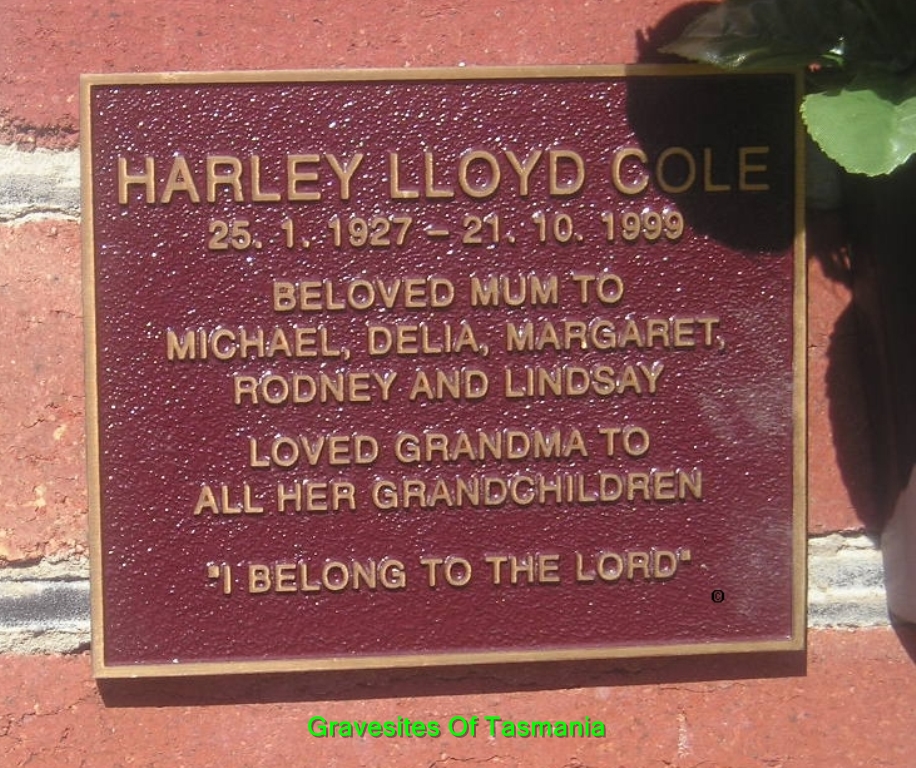 HARLEY LLOYD COLE
25. 1. 1927 – 21. 10. 1999
BELOVED MUM TO
MICHAEL, DELIA, MARGARET,
RODNEY AND LINDSAY
LOVED GRANDMA TO
ALL HER GRANDCHILDREN
"I BELONG TO THE LORD"
Gravesites Of Tasmania